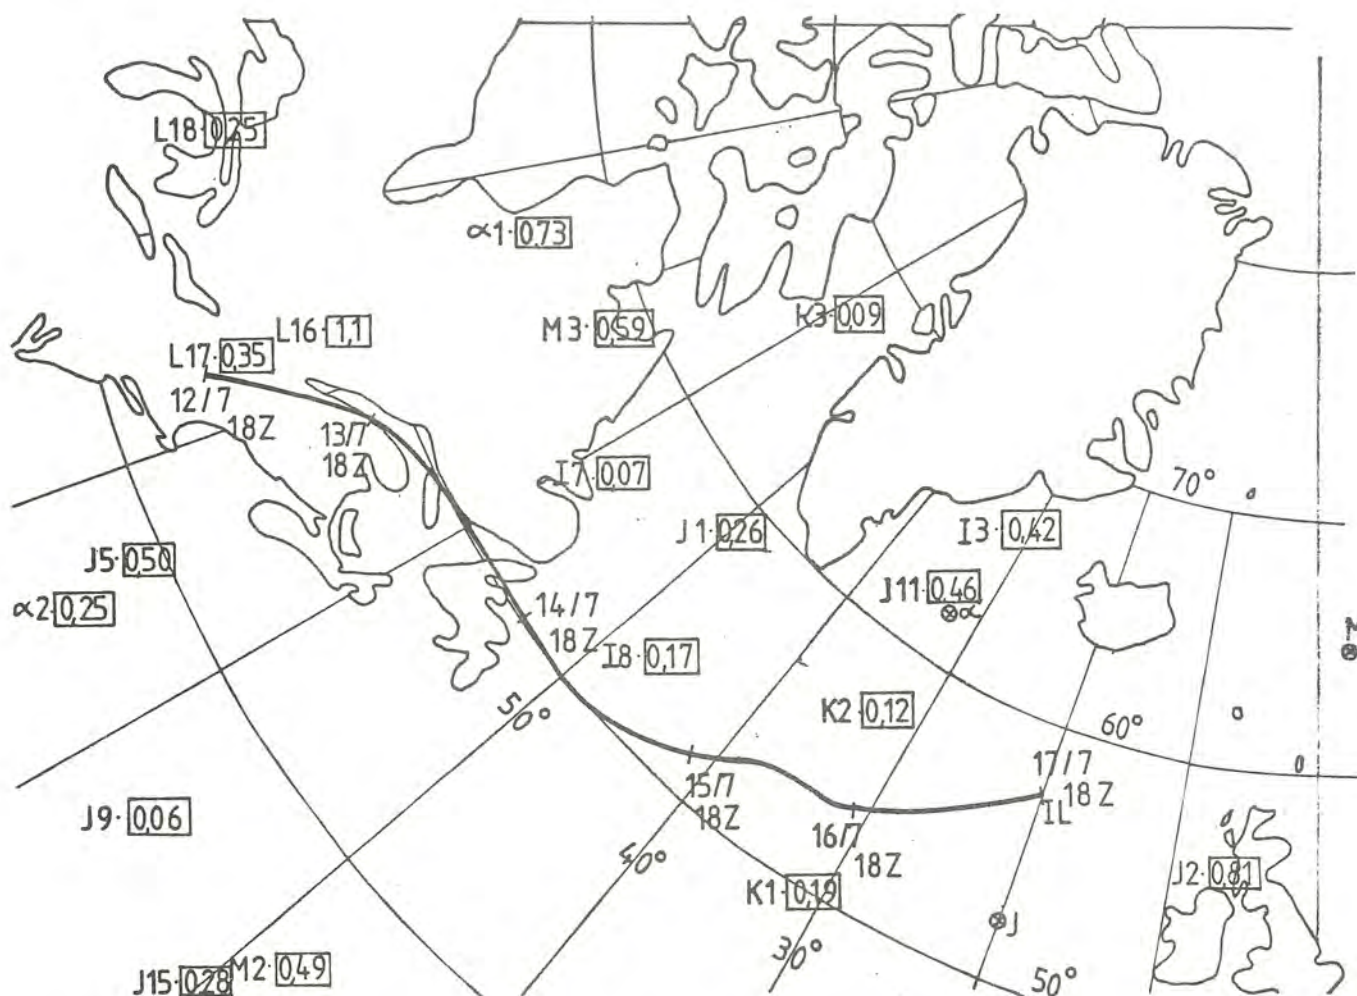 L18·0,25
α1·0,73
M3·0,59
K3·0,09
L16·1,1
L17·0,35
12/7
18Z
13/7
18Z
I7·0,07
70°
J1·0,26
I3·0,42
J5·0,50
α2·0,25
J11·0,46
⊗α
14/7
18Z
I8·0,17
50°
K2·0,12
60°
17/7
18Z
IL
15/7
18Z
J9·0,06
16/7
18Z
40°
K1·0,19
J2·0,81
⊗J
30°
50°
J15·0,28
M2·0,49